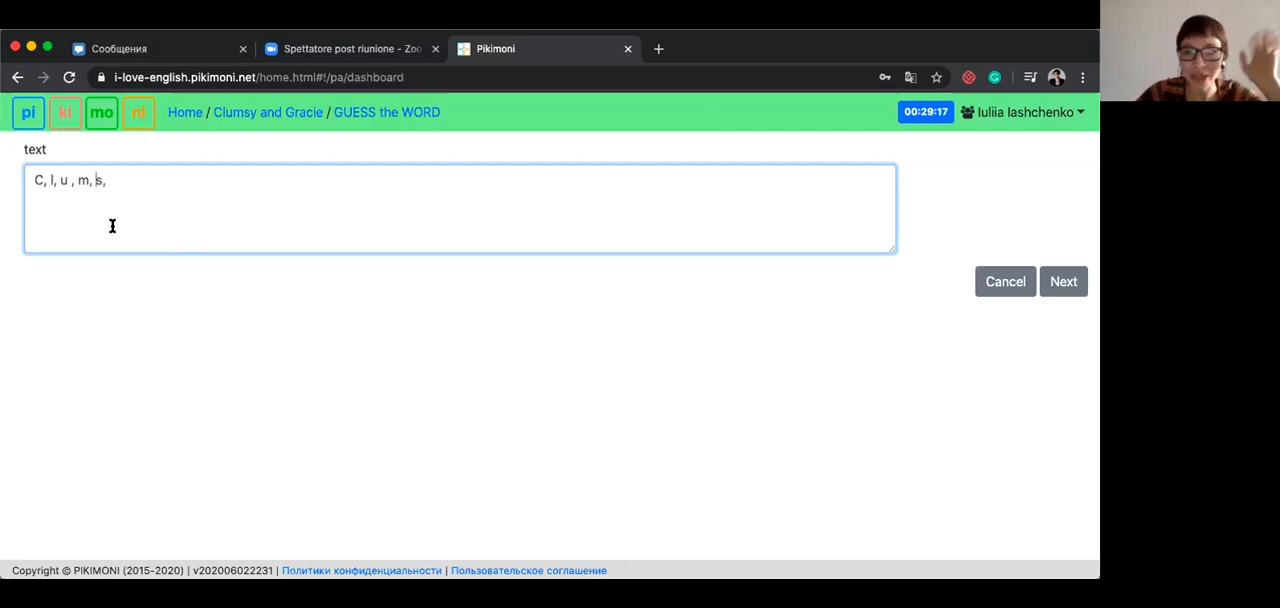 Сообщения
Spettatore post riunione - Zoo
Pikimoni
i-love-english.pikimoni.net/home.html#!/pa/dashboard
pi ki mo ni Home / Clumsy and Gracie / GUESS the WORD 00:29:17 Iuliia Iashchenko
text
C, l, u , m, s,
Cancel Next
Copyright © PIKIMONI (2015-2020) | v202006022231 | Политики конфиденциальности | Пользовательское соглашение